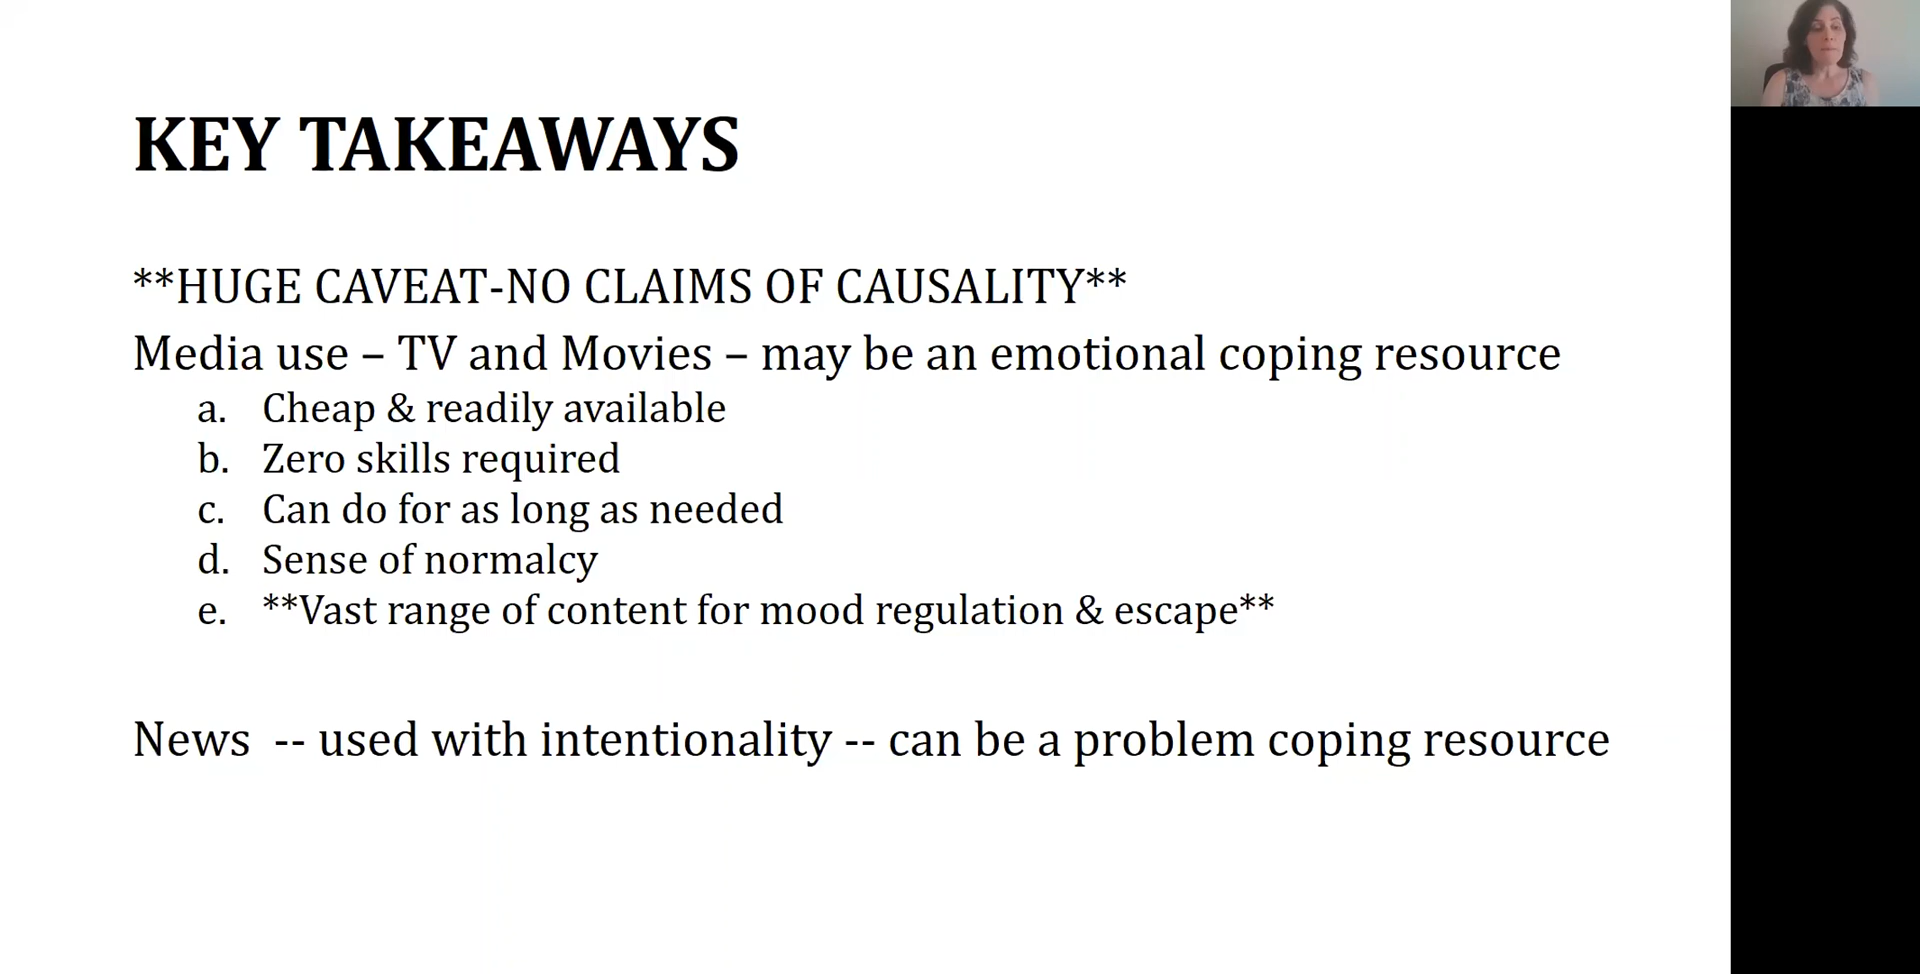 KEY TAKEAWAYS
**HUGE CAVEAT-NO CLAIMS OF CAUSALITY**
Media use – TV and Movies – may be an emotional coping resource
a. Cheap & readily available
b. Zero skills required
c. Can do for as long as needed
d. Sense of normalcy
e. **Vast range of content for mood regulation & escape**
News -- used with intentionality -- can be a problem coping resource